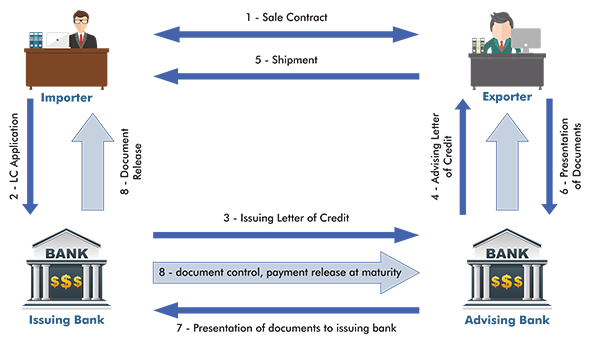 1 - Sale Contract
5 - Shipment
Importer
Exporter
2 - LC Application
8 - Document
Release
4 - Advising Letter
of Credit
6 - Presentation
of Documents
3 - Issuing Letter of Credit
BANK
$$$
BANK
$$$
8 - document control, payment release at maturity
Issuing Bank
7 - Presentation of documents to issuing bank
Advising Bank